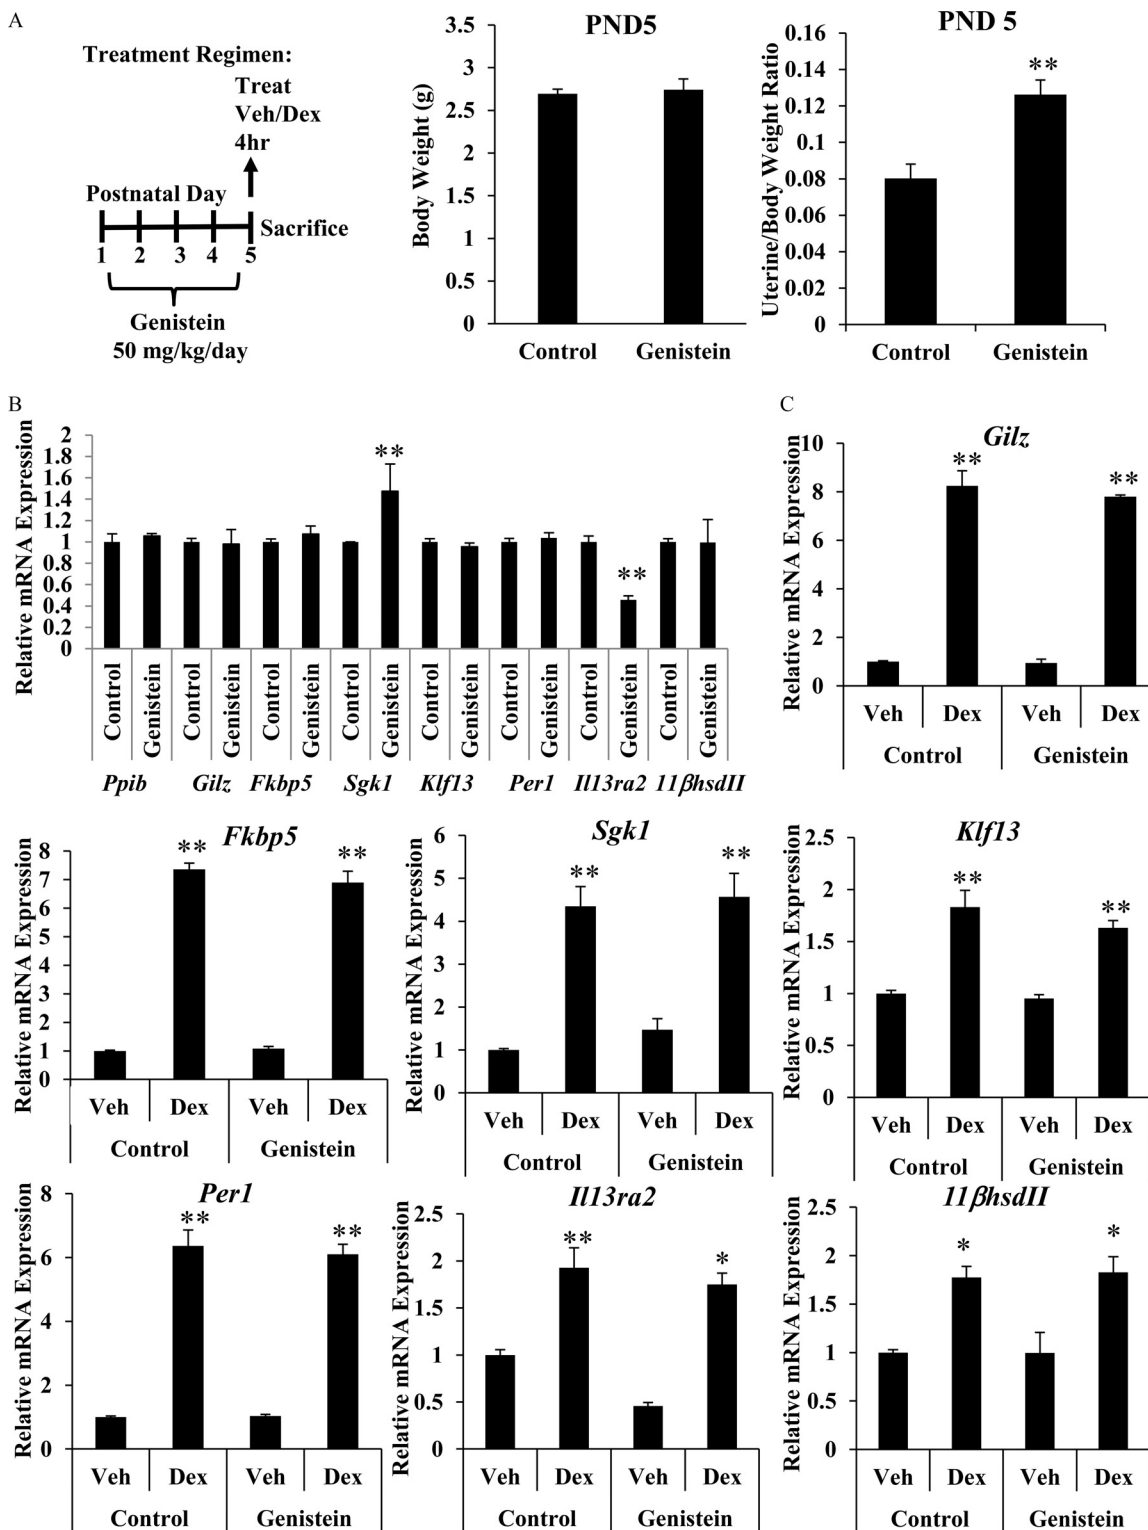 A
Treatment Regimen:
Treat
Veh/Dex
4hr
Postnatal Day
Sacrifice
1 2 3 4 5
Genistein
50 mg/kg/day
PND5
Body Weight (g)
3.5
3
2.5
2
1.5
1
0.5
0
Control Genistein
PND 5
Uterine/Body Weight Ratio
0.16
0.14
0.12
0.1
0.08
0.06
0.04
0.02
0
**
Control Genistein
B
Relative mRNA Expression
2
1.8
1.6
1.4
1.2
1
0.8
0.6
0.4
0.2
0
**
**
Control Genistein Control Genistein Control Genistein Control Genistein Control Genistein Control Genistein Control Genistein Control Genistein
Ppib Gilz Fkbp5 Sgk1 Klf13 Per1 Il13ra2 11βhsdII
C
Gilz
Relative mRNA Expression
10
8
6
4
2
0
** **
Veh Dex Veh Dex
Control Genistein
Fkbp5
Relative mRNA Expression
8
7
6
5
4
3
2
1
0
** **
Veh Dex Veh Dex
Control Genistein
Sgk1
Relative mRNA Expression
6
5
4
3
2
1
0
** **
Veh Dex Veh Dex
Control Genistein
Klf13
Relative mRNA Expression
2.5
2
1.5
1
0.5
0
** **
Veh Dex Veh Dex
Control Genistein
Per1
Relative mRNA Expression
8
6
4
2
0
** **
Veh Dex Veh Dex
Control Genistein
Il13ra2
Relative mRNA Expression
2.5
2
1.5
1
0.5
0
** *
Veh Dex Veh Dex
Control Genistein
11βhsdII
Relative mRNA Expression
2.5
2
1.5
1
0.5
0
* *
Veh Dex Veh Dex
Control Genistein